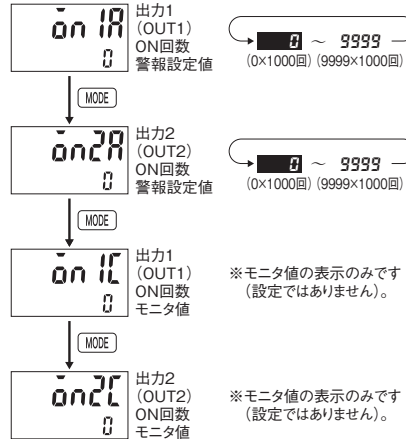 on1A
0
出力1
(OUT1)
ON回数
警報設定値
0 ～ 9999
(0×1000回) (9999×1000回)
MODE
on2A
0
出力2
(OUT2)
ON回数
警報設定値
0 ～ 9999
(0×1000回) (9999×1000回)
MODE
on1C
0
出力1
(OUT1)
ON回数
モニタ値
※モニタ値の表示のみです
(設定ではありません)。
MODE
on2C
0
出力2
(OUT2)
ON回数
モニタ値
※モニタ値の表示のみです
(設定ではありません)。